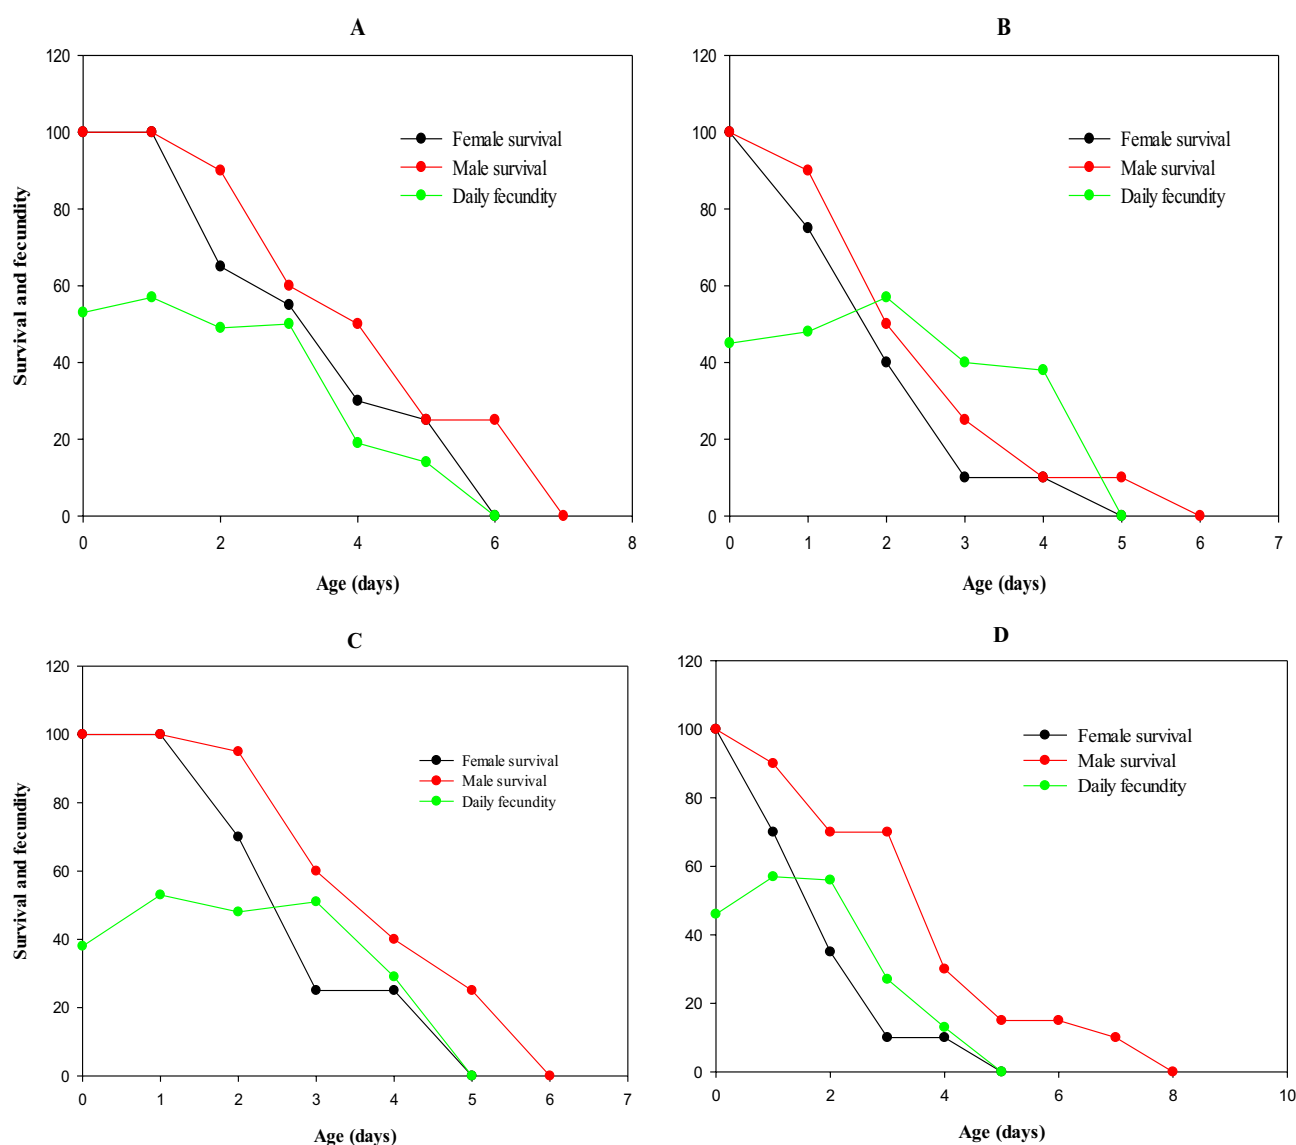 A
120
100
80
60
40
20
0
0 2 4 6 8
Survival and fecundity
Age (days)
Female survival
Male survival
Daily fecundity
B
120
100
80
60
40
20
0
0 1 2 3 4 5 6 7
Age (days)
Female survival
Male survival
Daily fecundity
C
120
100
80
60
40
20
0
0 1 2 3 4 5 6 7
Survival and fecundity
Age (days)
Female survival
Male survival
Daily fecundity
D
120
100
80
60
40
20
0
0 2 4 6 8 10
Age (days)
Female survival
Male survival
Daily fecundity